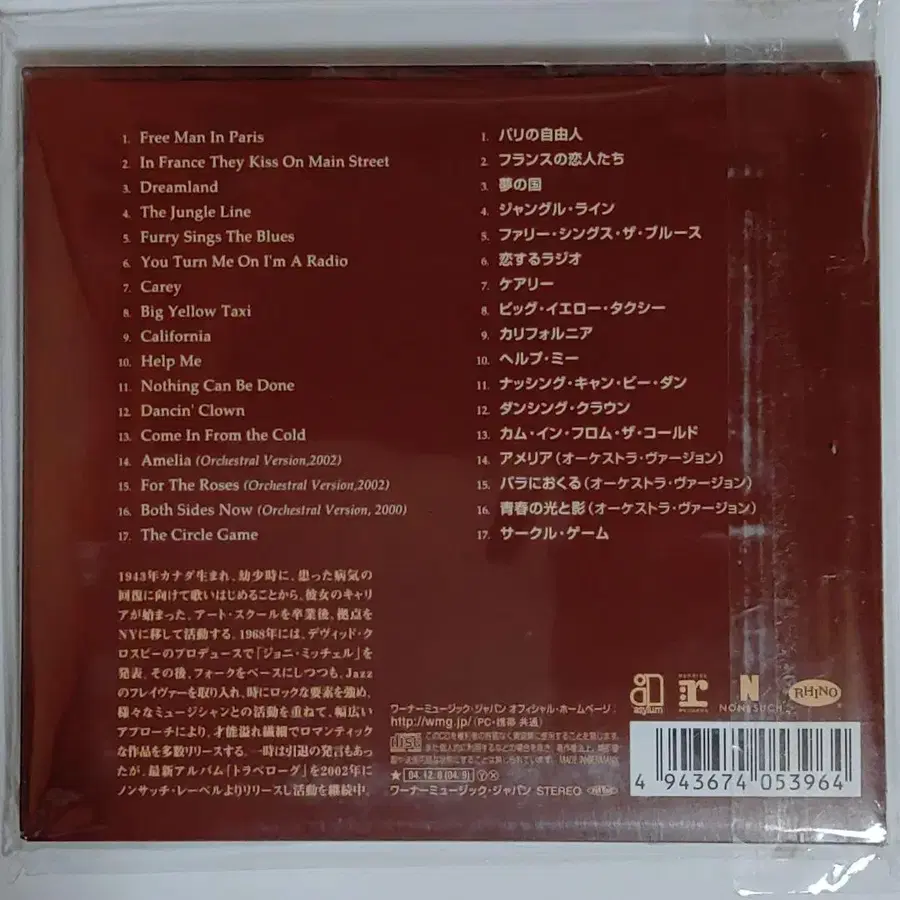 1. Free Man In Paris
2. In France They Kiss On Main Street
3. Dreamland
4. The Jungle Line
5. Furry Sings The Blues
6. You Turn Me On I'm A Radio
7. Carey
8. Big Yellow Taxi
9. California
10. Help Me
11. Nothing Can Be Done
12. Dancin' Clown
13. Come In From the Cold
14. Amelia (Orchestral Version,2002)
15. For The Roses (Orchestral Version,2002)
16. Both Sides Now (Orchestral Version, 2000)
17. The Circle Game
1. パリの自由人
2. フランスの恋人たち
3. 夢の国
4. ジャングル・ライン
5. ファリー・シングス・ザ・ブルース
6. 恋するラジオ
7. ケアリー
8. ビッグ・イエロー・タクシー
9. カリフォルニア
10. ヘルプ・ミー
11. ナッシング・キャン・ビー・ダン
12. ダンシング・クラウン
13. カム・イン・フロム・ザ・コールド
14. アメリア(オーケストラ・ヴァージョン)
15. バラにおくる(オーケストラ・ヴァージョン)
16. 青春の光と影(オーケストラ・ヴァージョン)
17. サークル・ゲーム
1943年カナダ生まれ、幼少時に、患った病気の
回復に向けて歌いはじめることから、彼女のキャリ
アが始まった。アート・スクールを卒業後、拠点を
NYに移して活動する。1968年には、デヴィッド・ク
ロスビーのプロデュースで「ジョニ・ミッチェル」を
発表。その後、フォークをベースにしつつも、Jazz
のフレイヴァーを取り入れ、時にロックな要素を強め、
様々なミュージシャンとの活動を重ねて、幅広い
アプローチにより、才能溢れ繊細でロマンティック
な作品を多数リリースする。一時は引退の発言もあっ
たが、最新アルバム「トラベローグ」を2002年に
ノンサッチ・レーベルよりリリースし活動を継続中。
asylum
r
REPRISE
RECORDS
N
NONESUCH
RHINO
ワーナーミュージック・ジャパン オフィシャル・ホームページ:
http://wmg.jp/ (PC・携帯 共通)
disc
MADE IN GERMANY
★ 04.12.8 (04.9) Ⓨ Ⓧ
ワーナーミュージック・ジャパン STEREO RHINO
4 943674 053964